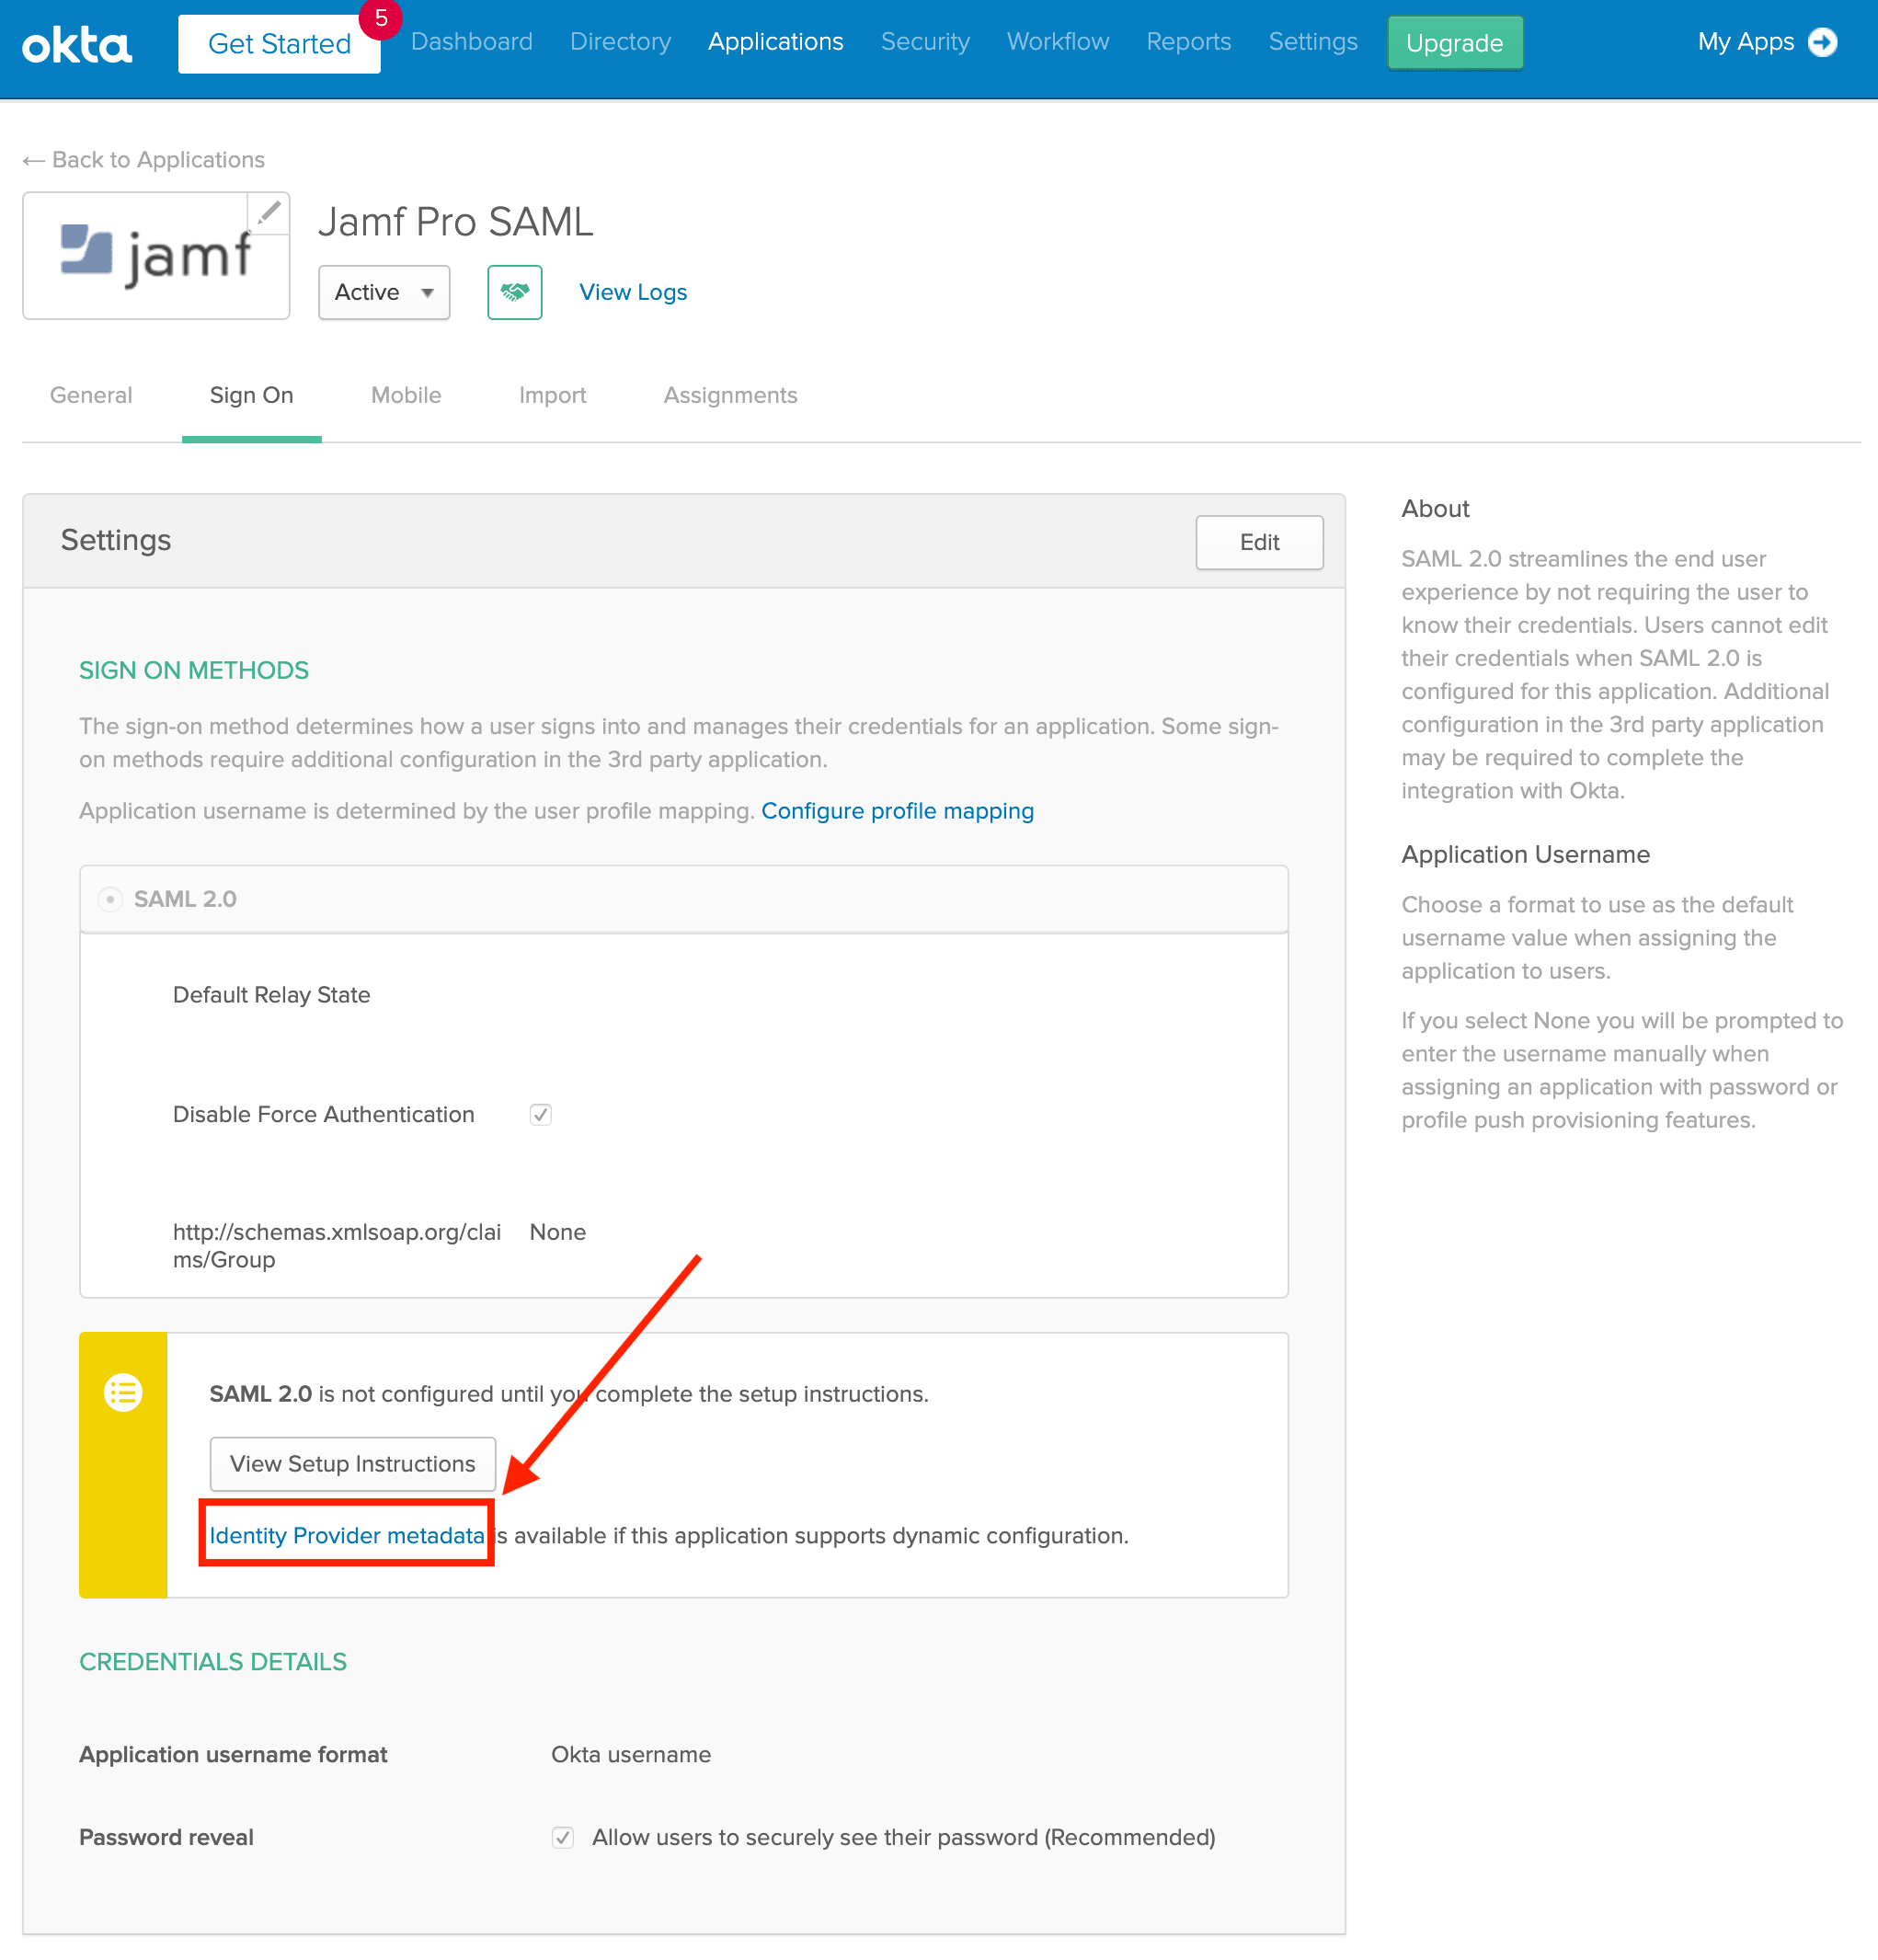 okta
Get Started
5
Dashboard
Directory
Applications
Security
Workflow
Reports
Settings
Upgrade
My Apps
← Back to Applications
jamf
Jamf Pro SAML
Active
View Logs
General
Sign On
Mobile
Import
Assignments
Settings
Edit
SIGN ON METHODS
The sign-on method determines how a user signs into and manages their credentials for an application. Some sign-
on methods require additional configuration in the 3rd party application.
Application username is determined by the user profile mapping. Configure profile mapping
SAML 2.0
Default Relay State
Disable Force Authentication
http://schemas.xmlsoap.org/clai
ms/Group
None
SAML 2.0 is not configured until you complete the setup instructions.
View Setup Instructions
Identity Provider metadata is available if this application supports dynamic configuration.
CREDENTIALS DETAILS
Application username format
Okta username
Password reveal
Allow users to securely see their password (Recommended)
About
SAML 2.0 streamlines the end user
experience by not requiring the user to
know their credentials. Users cannot edit
their credentials when SAML 2.0 is
configured for this application. Additional
configuration in the 3rd party application
may be required to complete the
integration with Okta.
Application Username
Choose a format to use as the default
username value when assigning the
application to users.
If you select None you will be prompted to
enter the username manually when
assigning an application with password or
profile push provisioning features.